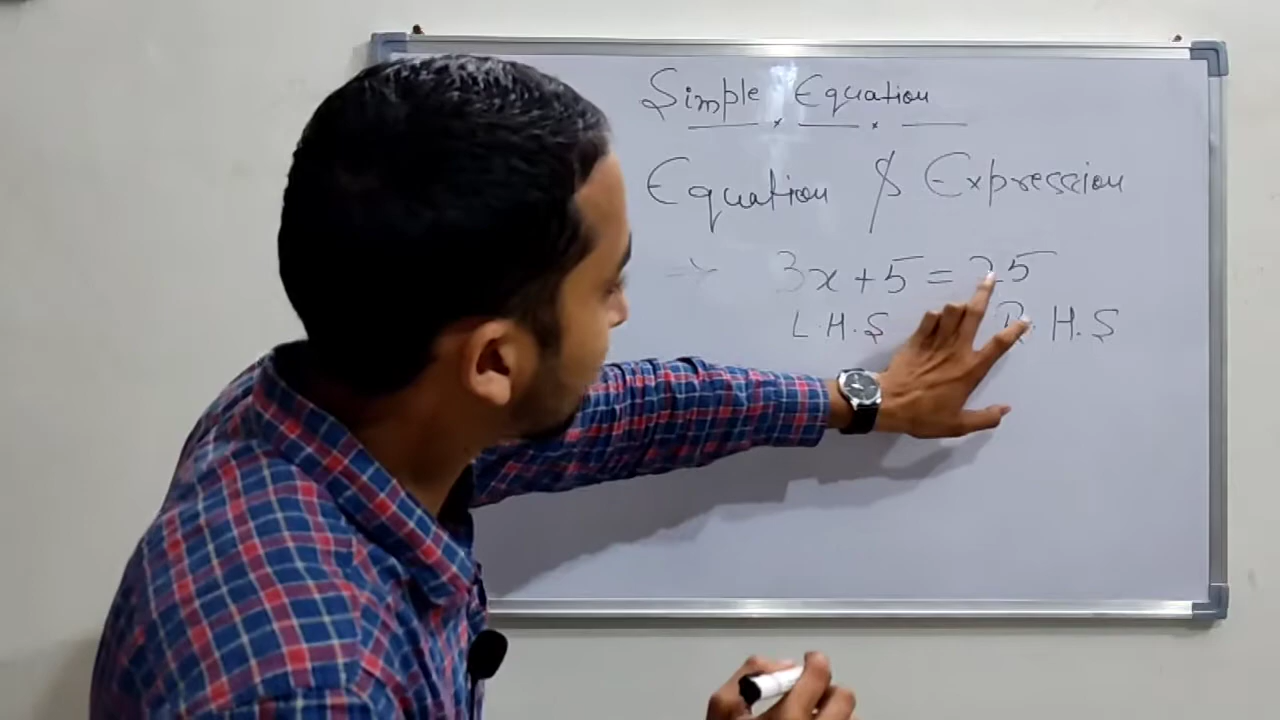 Simple Equation
Equation & Expression
⇒ 3x + 5 = 25
L.H.S R.H.S